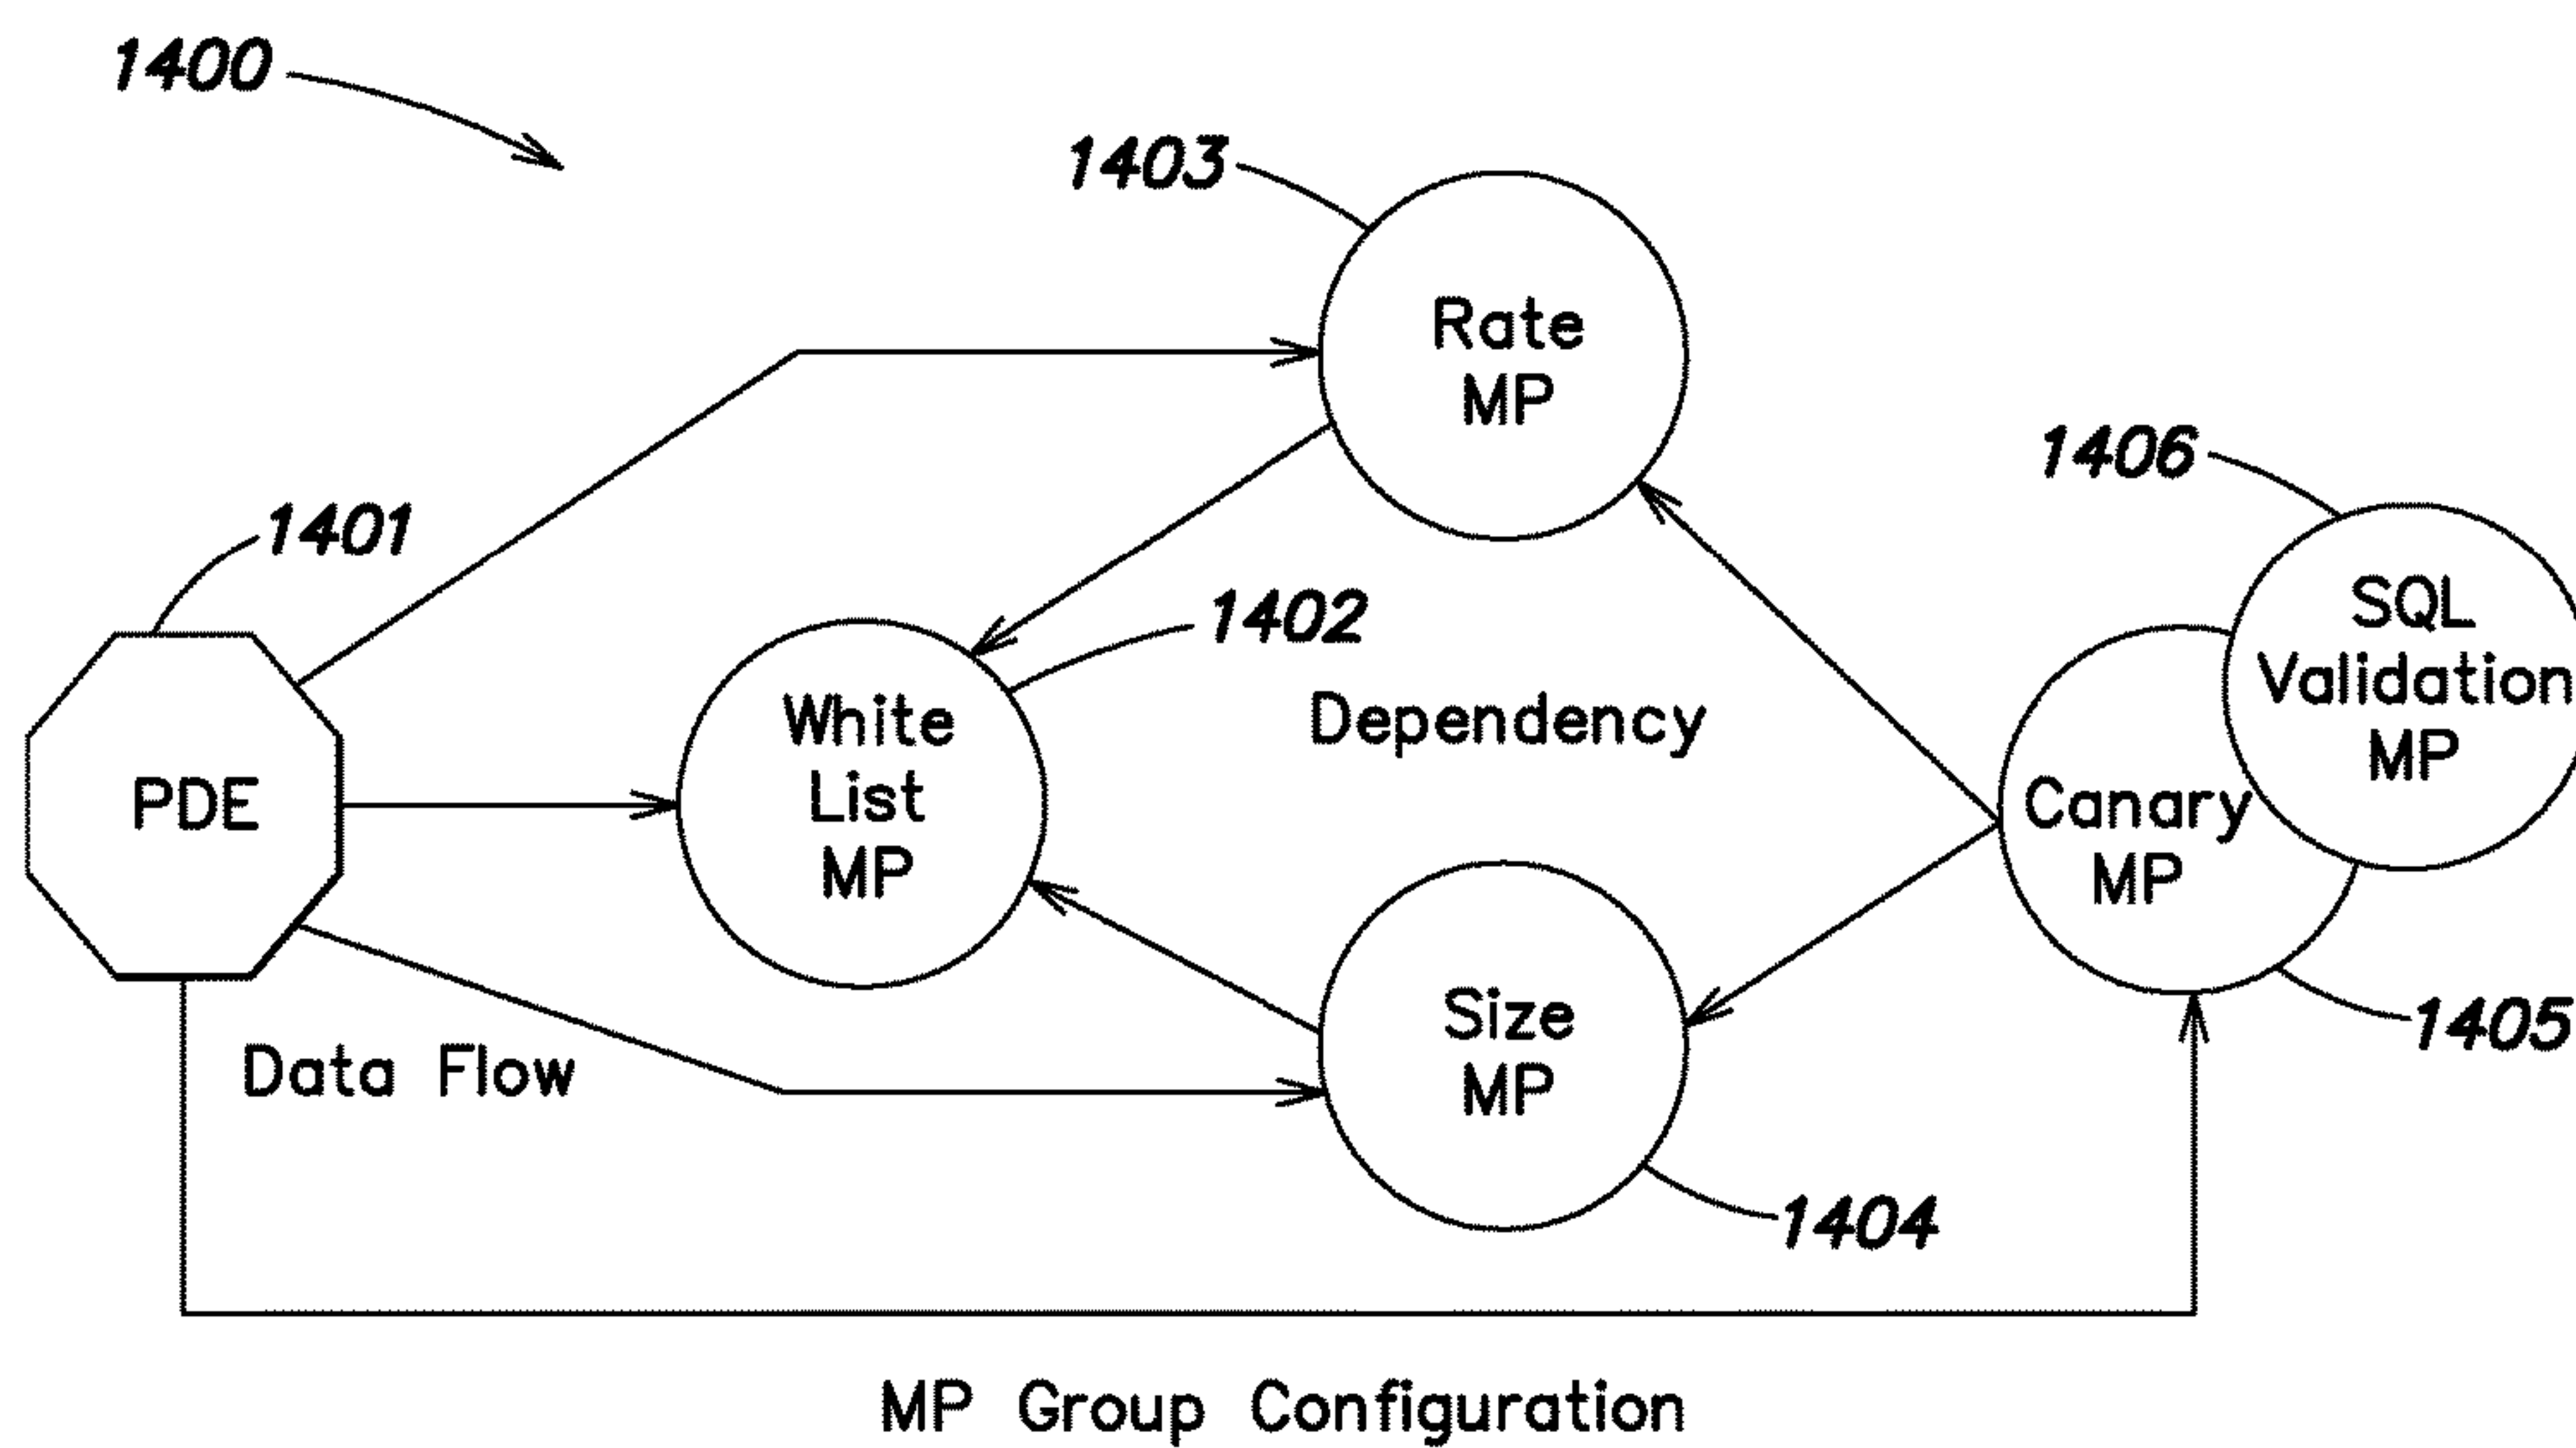 1400
1403
Rate
MP
1406
1401
SQL
Validation
MP
1402
White
List
MP
Dependency
PDE
Canary
MP
Size
MP
1405
Data Flow
1404
MP Group Configuration